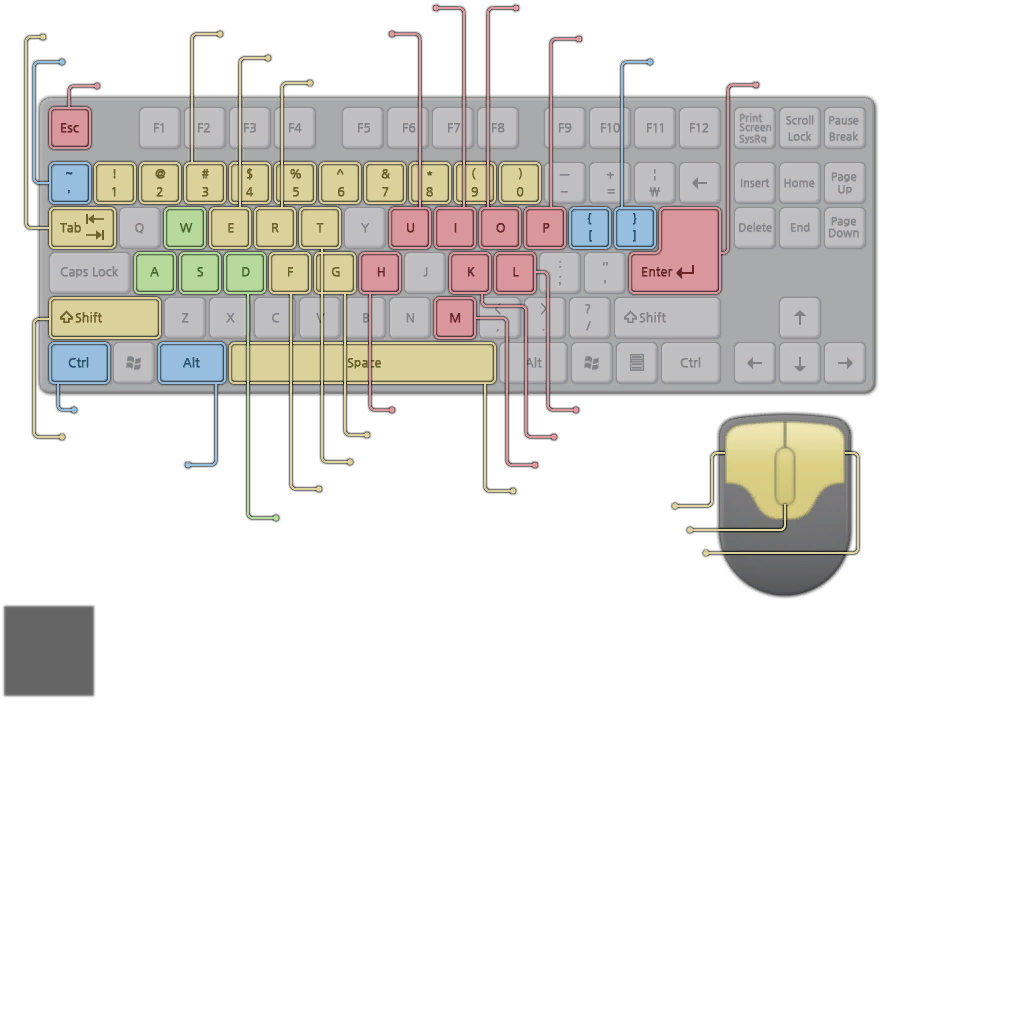 Esc F1 F2 F3 F4 F5 F6 F7 F8 F9 F10 F11 F12 Print Screen SysRq Scroll Lock Pause Break
~ ' ! 1 @ 2 # 3 $ 4 % 5 ^ 6 & 7 * 8 ( 9 ) 0 — − + = ¦ ₩ ← Insert Home Page Up
Tab Q W E R T Y U I O P { [ } ] Delete End Page Down
Caps Lock A S D F G H J K L : ; " ' Enter
Shift Z X C V B N M < , > . ? / Shift ↑
Ctrl Alt Space Alt Ctrl ← ↓ →